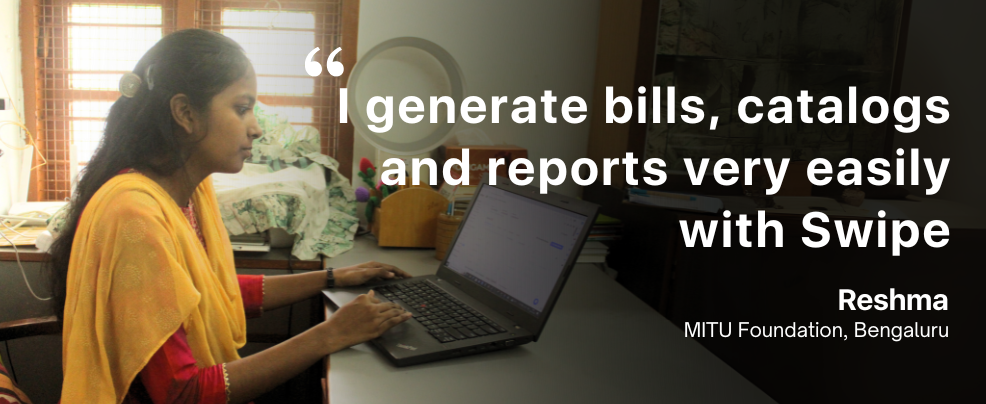 “
I generate bills, catalogs
and reports very easily
with Swipe
Reshma
MITU Foundation, Bengaluru